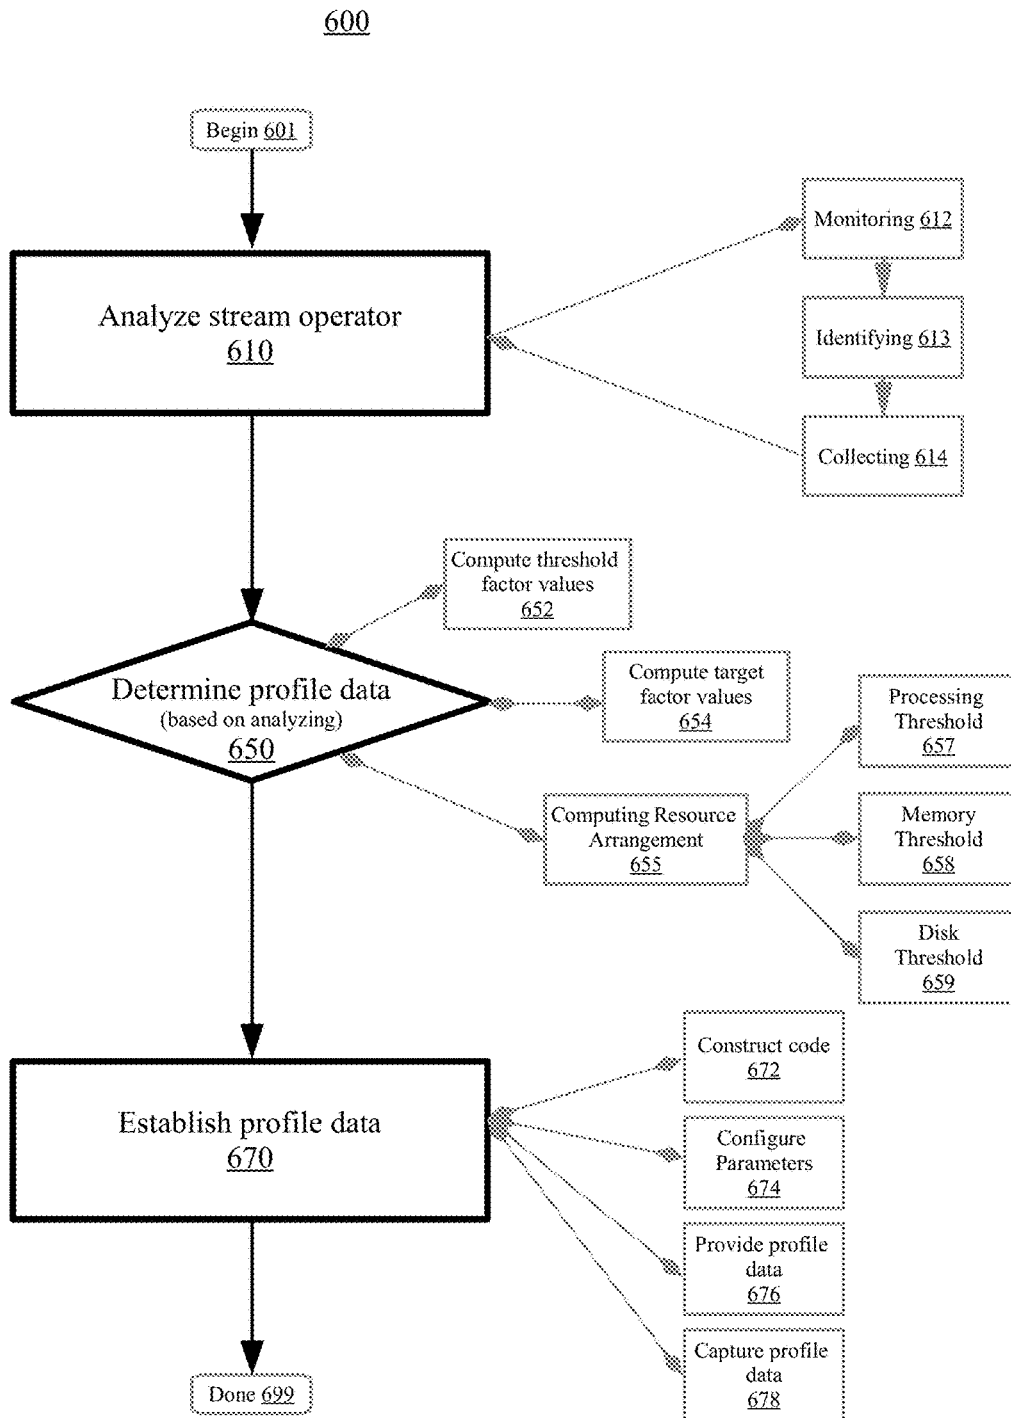 600
Begin 601
Analyze stream operator
610
Monitoring 612
Identifying 613
Collecting 614
Compute threshold
factor values
652
Determine profile data
(based on analyzing)
650
Compute target
factor values
654
Computing Resource
Arrangement
655
Processing
Threshold
657
Memory
Threshold
658
Disk
Threshold
659
Establish profile data
670
Construct code
672
Configure
Parameters
674
Provide profile
data
676
Capture profile
data
678
Done 699